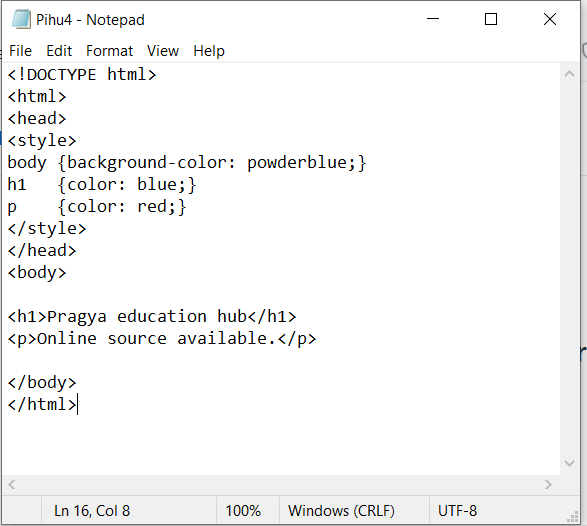 Pihu4 - Notepad
File Edit Format View Help
<!DOCTYPE html>
<html>
<head>
<style>
body {background-color: powderblue;}
h1   {color: blue;}
p    {color: red;}
</style>
</head>
<body>

<h1>Pragya education hub</h1>
<p>Online source available.</p>

</body>
</html>
Ln 16, Col 8 100% Windows (CRLF) UTF-8